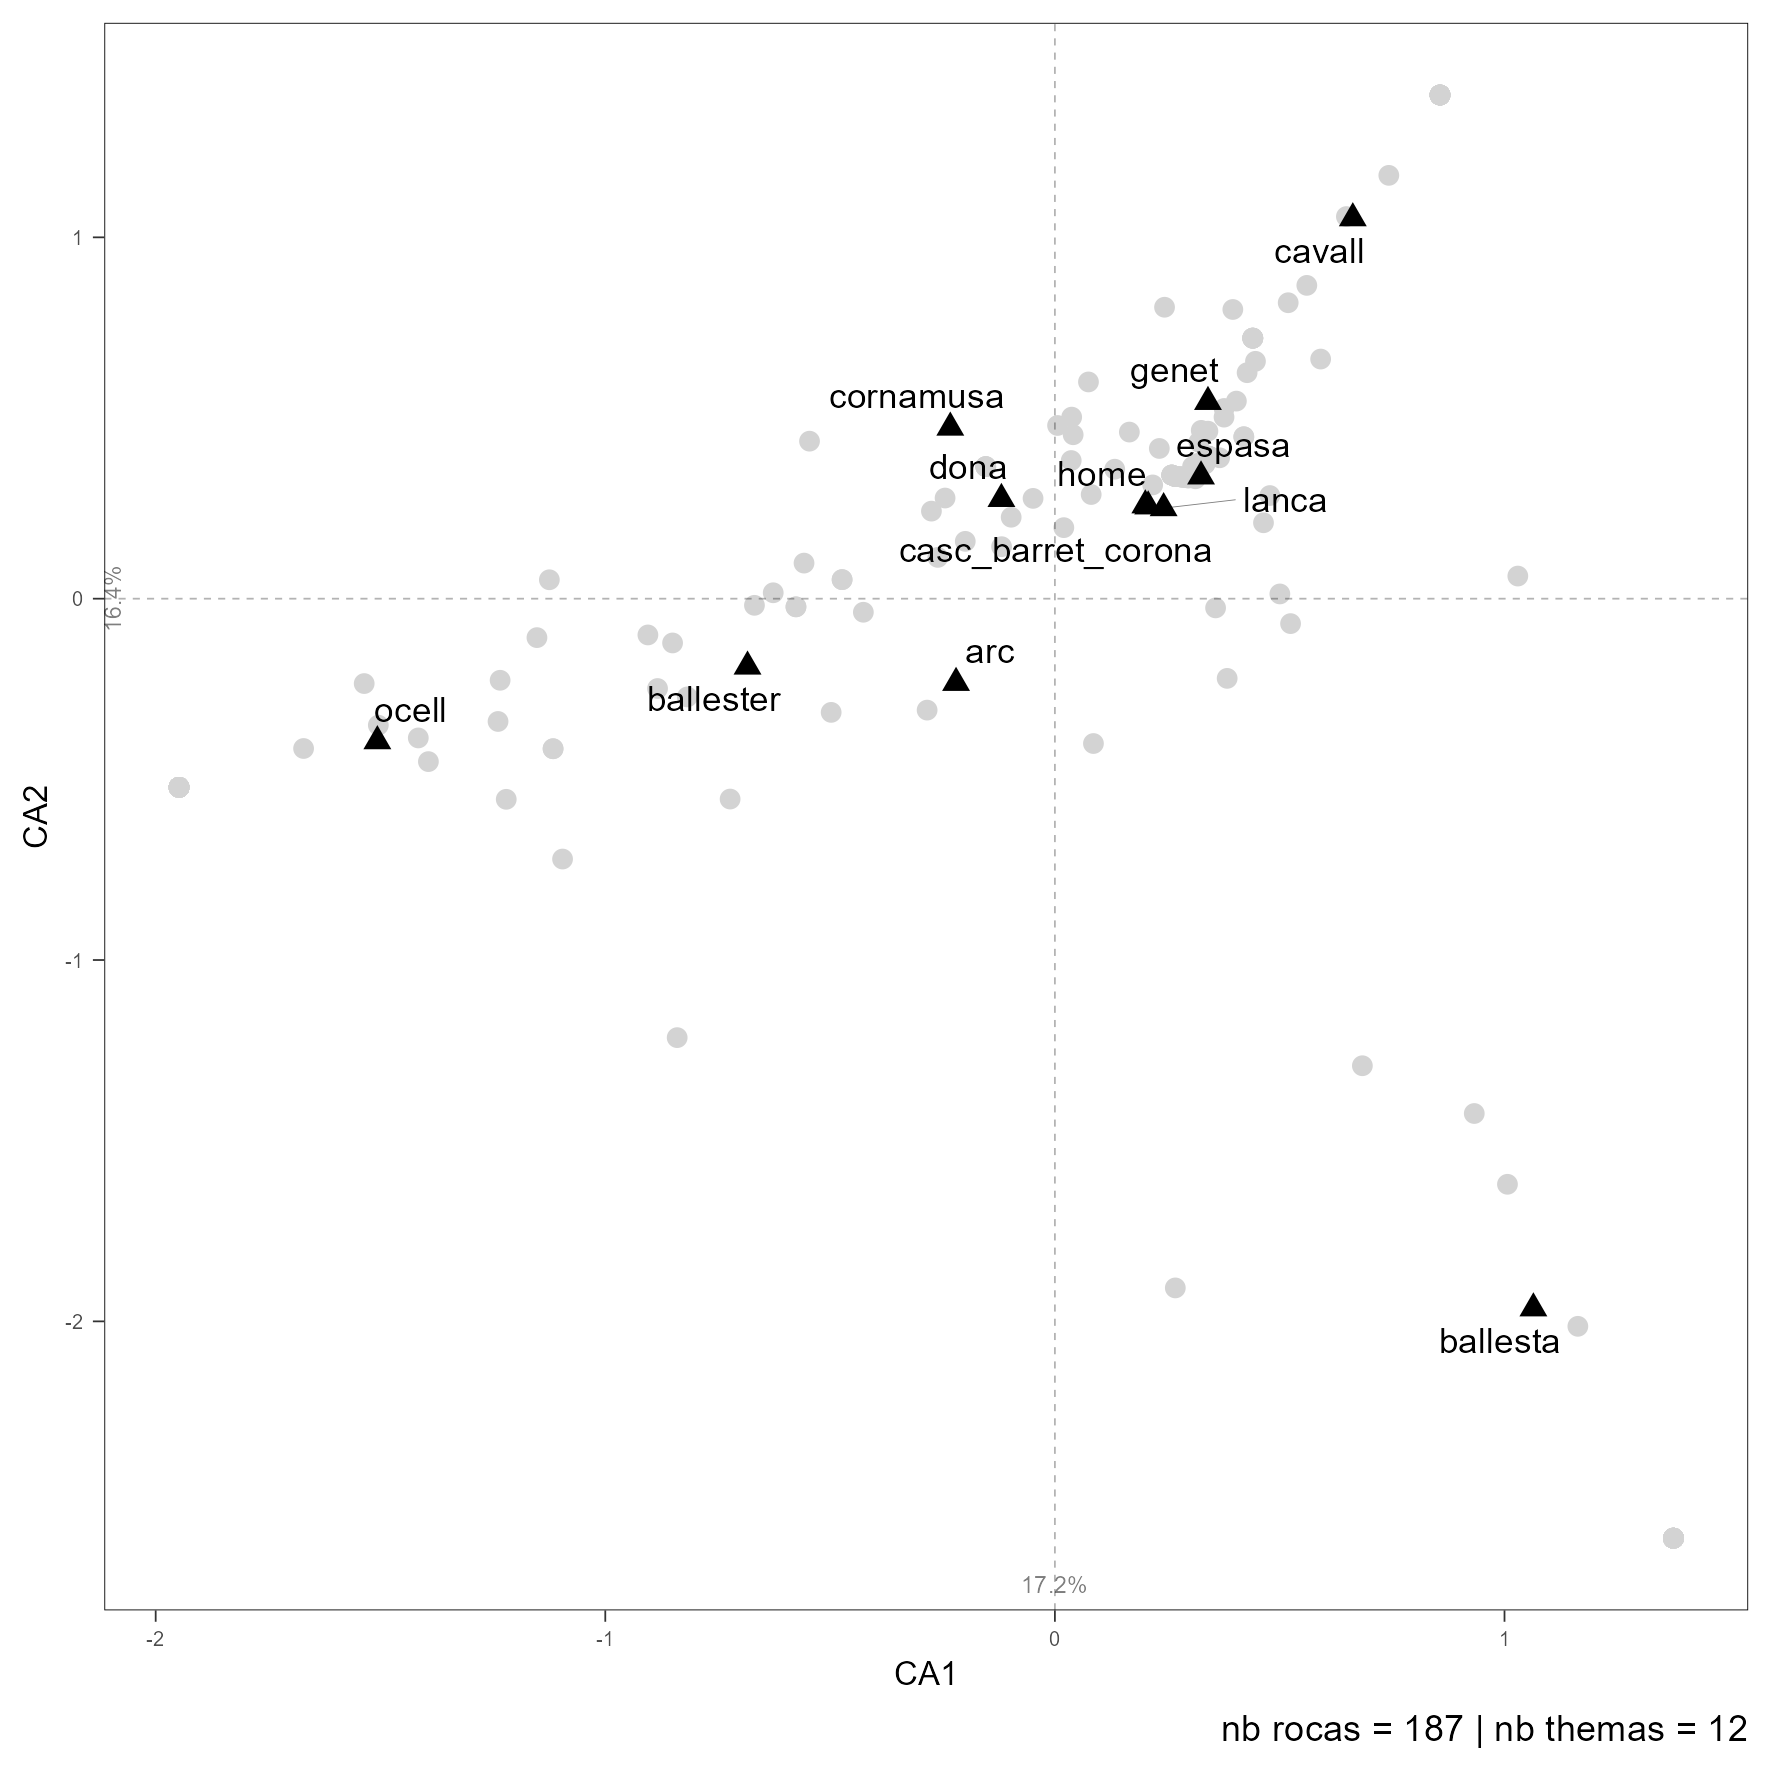 1
cavall
genet
cornamusa
espasa
dona
home
lanca
casc_barret_corona
0
16.4%
arc
ballester
ocell
CA2
-1
-2
ballesta
17.2%
-2
-1
0
1
CA1
nb rocas = 187 | nb themas = 12